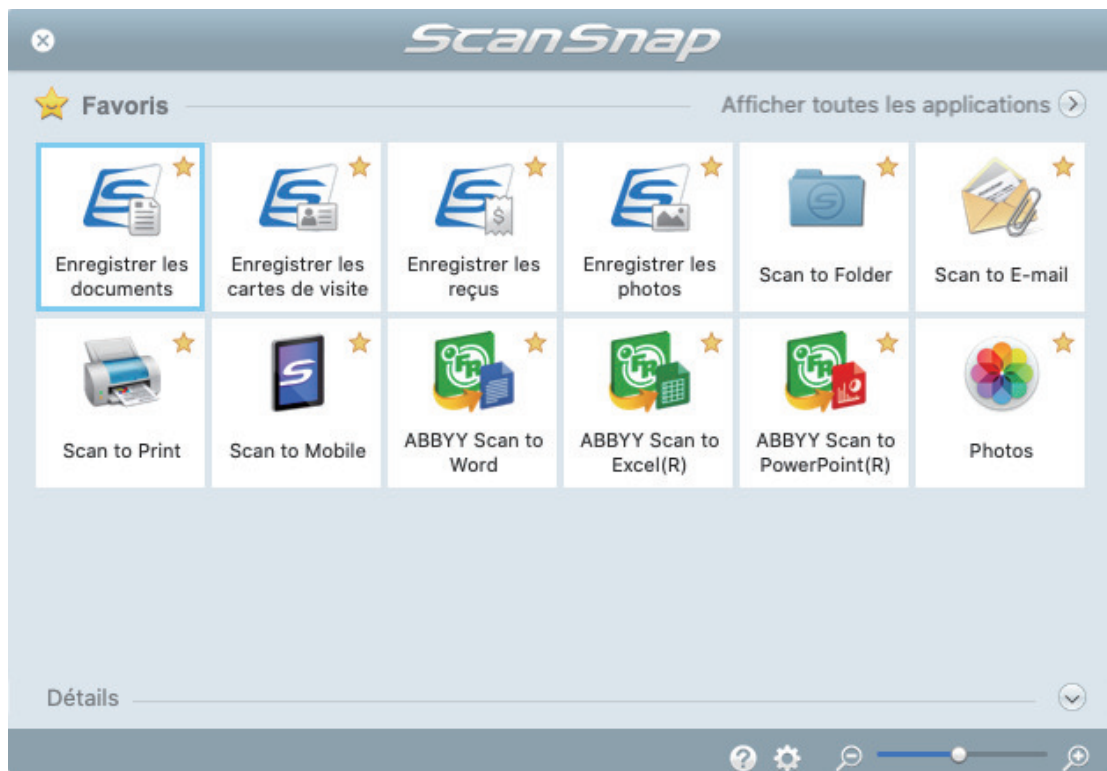 ScanSnap
Favoris
Afficher toutes les applications
Enregistrer les
documents
Enregistrer les
cartes de visite
Enregistrer les
reçus
Enregistrer les
photos
Scan to Folder
Scan to E-mail
Scan to Print
Scan to Mobile
ABBYY Scan to
Word
ABBYY Scan to
Excel(R)
ABBYY Scan to
PowerPoint(R)
Photos
Détails